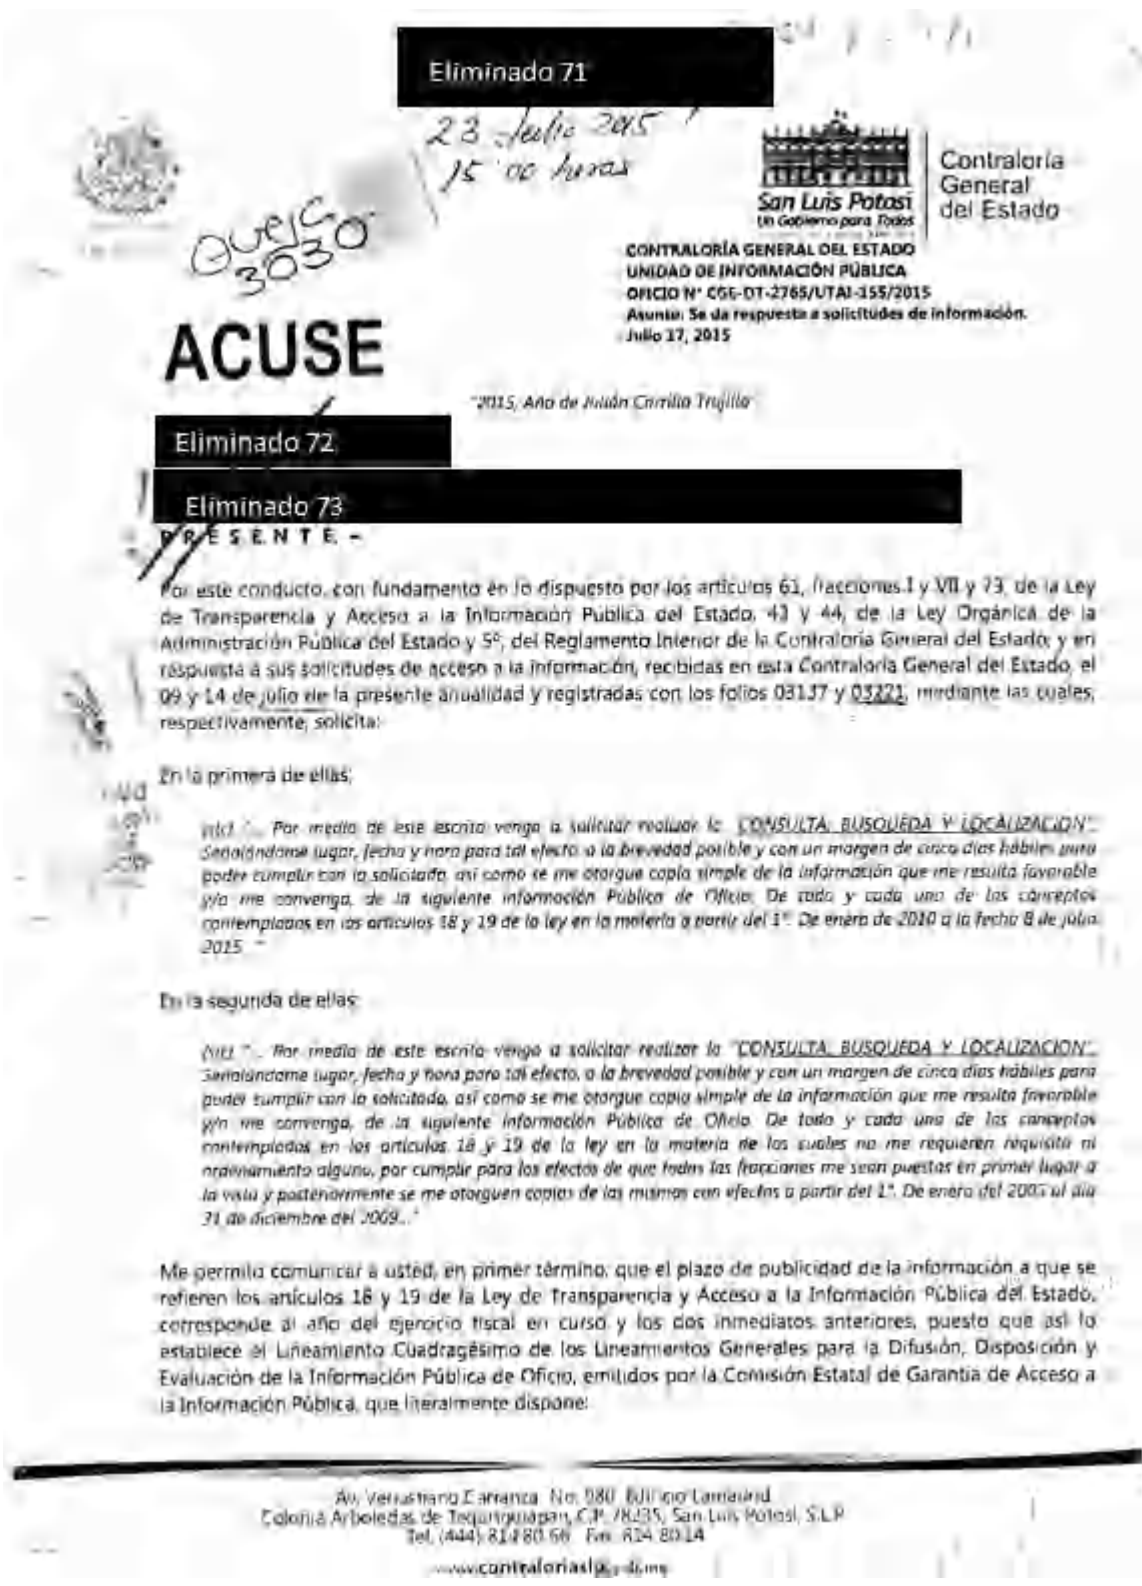 Eliminado 71
23 Julio 2015
15:00 horas
Queja
3030
San Luis Potosí
Un Gobierno para Todos
Contraloría
General
del Estado
CONTRALORÍA GENERAL DEL ESTADO
UNIDAD DE INFORMACIÓN PÚBLICA
OFICIO N° CGE-DT-2765/UTAI-155/2015
Asunto: Se da respuesta a solicitudes de información.
Julio 17, 2015
ACUSE
"2015, Año de Julián Carrillo Trujillo"
Eliminado 72
Eliminado 73
P R E S E N T E. -
Por este conducto, con fundamento en lo dispuesto por los artículos 61, fracciones I y VII y 73, de la Ley
de Transparencia y Acceso a la Información Pública del Estado, 43 y 44, de la Ley Orgánica de la
Administración Pública del Estado y 5º, del Reglamento Interior de la Contraloría General del Estado; y en
respuesta a sus solicitudes de acceso a la información, recibidas en esta Contraloría General del Estado, el
09 y 14 de julio de la presente anualidad y registradas con los folios 03137 y 03221, mediante las cuales,
respectivamente, solicita:
En la primera de ellas;
(sic) "... Por medio de este escrito vengo a solicitar realizar la "CONSULTA, BUSQUEDA Y LOCALIZACION".
Señalándome lugar, fecha y hora para tal efecto, a la brevedad posible y con un margen de cinco días hábiles para
poder cumplir con lo solicitado, así como se me otorgue copia simple de la información que me resulta favorable
y/o me convenga, de la siguiente información Pública de Oficio. De todo y cada uno de los conceptos
contemplados en los artículos 18 y 19 de la ley en la materia a partir del 1°. De enero de 2010 a la fecha 8 de julio
2015..."
En la segunda de ellas:
(sic) "... Por medio de este escrito vengo a solicitar realizar la "CONSULTA, BUSQUEDA Y LOCALIZACION".
Señalándome lugar, fecha y hora para tal efecto, a la brevedad posible y con un margen de cinco días hábiles para
poder cumplir con lo solicitado, así como se me otorgue copia simple de la información que me resulta favorable
y/o me convenga, de la siguiente información Pública de Oficio. De todo y cada uno de los conceptos
contemplados en los artículos 18 y 19 de la ley en la materia de los cuales no me requieren requisito ni
ordenamiento alguno, por cumplir para los efectos de que todas las fracciones me sean puestas en primer lugar a
la vista y posteriormente se me otorguen copias de las mismas con efectos a partir del 1°. De enero del al día
31 de diciembre del 2009..."
Me permito comunicar a usted, en primer término, que el plazo de publicidad de la información a que se
refieren los artículos 18 y 19 de la Ley de Transparencia y Acceso a la Información Pública del Estado,
corresponde al año del ejercicio fiscal en curso y los dos inmediatos anteriores, puesto que así lo
establece el Lineamiento Cuadragésimo de los Lineamientos Generales para la Difusión, Disposición y
Evaluación de la Información Pública de Oficio, emitidos por la Comisión Estatal de Garantía de Acceso a
la Información Pública, que literalmente dispone:
Av. Venustiano Carranza No. 980 Edificio Lamadrid
Colonia Arboledas de Tequisquiapan, C.P. 78235, San Luis Potosí, S.L.P.
Tel. (444) 814 80 66 Fax 814 80 14